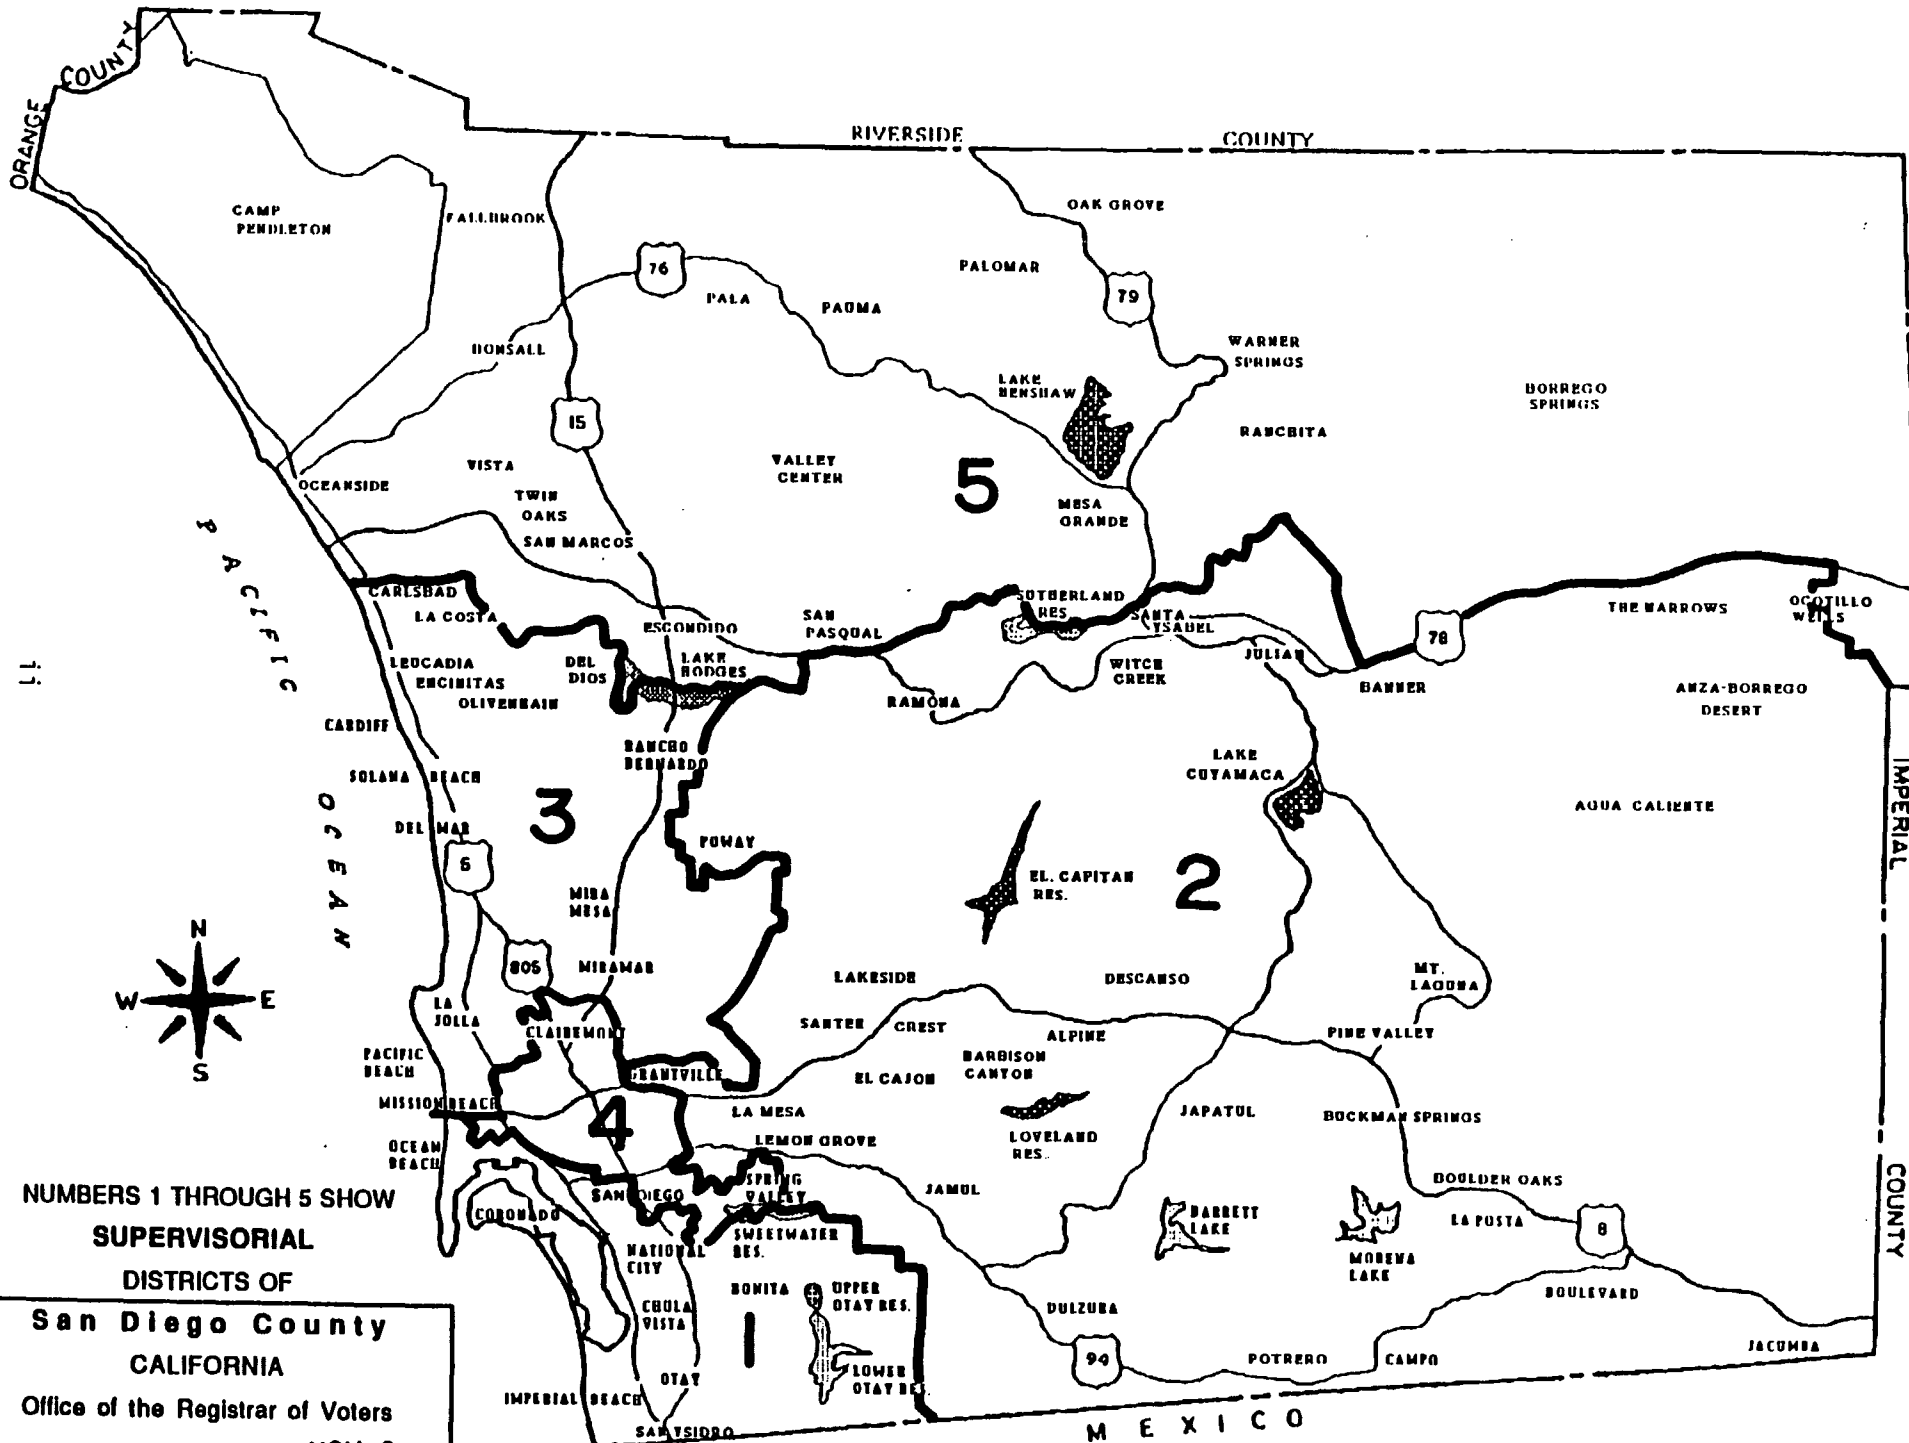 ORANGE
COUNTY
RIVERSIDE COUNTY
CAMP
PENDLETON
FALLBROOK
OAK GROVE
76
PALA
PAUMA
PALOMAR
79
BONSALL
WARNER
SPRINGS
LAKE
HENSHAW
BORREGO
SPRINGS
15
RANCHITA
VISTA
VALLEY
CENTER
5
OCEANSIDE
TWIN
OAKS
MESA
GRANDE
SAN MARCOS
CARLSBAD
LA COSTA
SUTHERLAND
RES
SANTA
YSABEL
THE NARROWS
OCOTILLO
WELLS
ESCONDIDO
SAN
PASQUAL
78
LEUCADIA
ENCINITAS
OLIVENHAIN
DEL
DIOS
LAKE
HODGES
WITCH
CREEK
JULIAN
BANNER
RAMONA
ANZA-BORREGO
DESERT
CARDIFF
RANCHO
BERNARDO
LAKE
CUYAMACA
SOLANA BEACH
3
AGUA CALIENTE
DEL MAR
POWAY
5
EL. CAPITAN
RES.
2
MIRA
MESA
PACIFIC
OCEAN
N
W
E
S
805
MIRAMAR
LAKESIDE
DESCANSO
MT.
LAGUNA
LA
JOLLA
CLAIREMONT
SANTEE
CREST
ALPINE
PINE VALLEY
PACIFIC
BEACH
GRANTVILLE
EL CAJON
HARBISON
CANYON
MISSION BEACH
4
LA MESA
JAPATUL
BUCKMAN SPRINGS
OCEAN
BEACH
LEMON GROVE
LOVELAND
RES.
SAN DIEGO
SPRING
VALLEY
JAMUL
BOULDER OAKS
CORONADO
SWEETWATER
RES.
BARRETT
LAKE
LA POSTA
8
NATIONAL
CITY
MORENA
LAKE
BONITA
UPPER
OTAY RES.
BOULEVARD
CHULA
VISTA
1
DULZURA
94
POTRERO
CAMPO
JACUMBA
OTAY
LOWER
OTAY RES.
IMPERIAL BEACH
SAN YSIDRO
MEXICO
IMPERIAL
COUNTY
ii
NUMBERS 1 THROUGH 5 SHOW
SUPERVISORIAL
DISTRICTS OF
San Diego County
CALIFORNIA
Office of the Registrar of Voters